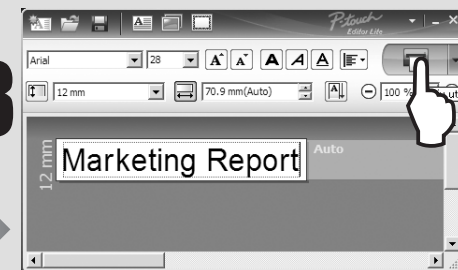 P-touch
Editor Lite
Arial 28 A A A A A
12 mm 70.9 mm(Auto) A 100 %
12 mm
Marketing Report
Auto